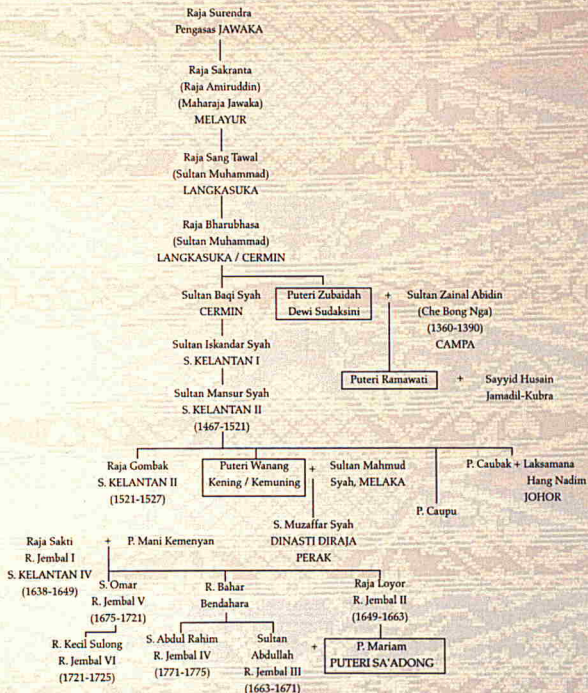 Raja Surendra
Pengasas JAWAKA
Raja Sakranta
(Raja Amiruddin)
(Maharaja Jawaka)
MELAYUR
Raja Sang Tawal
(Sultan Muhammad)
LANGKASUKA
Raja Bharubhasa
(Sultan Muhammad)
LANGKASUKA / CERMIN
Sultan Baqi Syah
CERMIN
Puteri Zubaidah
Dewi Sudaksini
+
Sultan Zainal Abidin
(Che Bong Nga)
(1360-1390)
CAMPA
Sultan Iskandar Syah
S. KELANTAN I
Puteri Ramawati
+
Sayyid Husain
Jamadil-Kubra
Sultan Mansur Syah
S. KELANTAN II
(1467-1521)
Raja Gombak
S. KELANTAN II
(1521-1527)
Puteri Wanang
Kening / Kemuning
+
Sultan Mahmud
Syah, MELAKA
P. Caupu
P. Caubak + Laksamana
Hang Nadim
JOHOR
S. Muzaffar Syah
DINASTI DIRAJA
PERAK
Raja Sakti
R. Jembal I
S. KELANTAN IV
(1638-1649)
+
P. Mani Kemenyan
S. Omar
R. Jembal V
(1675-1721)
R. Bahar
Bendahara
Raja Loyor
R. Jembal II
(1649-1663)
R. Kecil Sulong
R. Jembal VI
(1721-1725)
S. Abdul Rahim
R. Jembal IV
(1771-1775)
Sultan
Abdullah
R. Jembal III
(1663-1671)
+
P. Mariam
PUTERI SA'ADONG